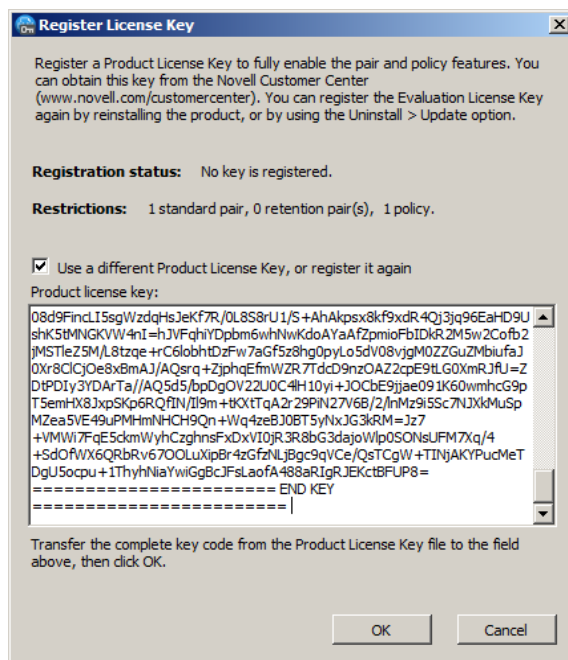 Register License Key
Register a Product License Key to fully enable the pair and policy features. You
can obtain this key from the Novell Customer Center
(www.novell.com/customercenter). You can register the Evaluation License Key
again by reinstalling the product, or by using the Uninstall > Update option.
Registration status: No key is registered.
Restrictions: 1 standard pair, 0 retention pair(s), 1 policy.
Use a different Product License Key, or register it again
Product license key:
08d9FincLI5sgWzdqHsJeKf7R/0L8S8rU1/S+AhAkpsx8kf9xdR4Qj3jq96EaHD9U
shK5tMNGKVW4nI=hJVFqhiYDpbm6whNwKdoAYaAfZpmioFbIDkR2M5w2Cofb2
jMSTleZ5M/L8tzqe+rC6lobhtDzFw7aGf5z8hg0pyLo5dV08vjgM0ZZGuZMbiufaJ
0Xr8ClCjOe8xBmAJ/AQsrq+ZjphqEfmWZR7TdcD9nzOAZ2cpE9tLG0XmRJfU=Z
DtPDIy3YDArTa//AQ5d5/bpDgOV22U0C4lH10yi+JOCbE9jjae091K60wmhcG9p
T5emHX8JxpSKp6RQfIN/Il9m+tKXtTqA2r29PiN27V6B/2/lnMz9i5Sc7NJXkMuSp
MZea5VE49uPMHmNHCH9Qn+Wq4zeBJ0BT5yNxJG3kRM=Jz7
+VMWi7FqE5ckmWyhCzghnsFxDxVI0jR3R8bG3dajoWlp0SONsUFM7Xq/4
+SdOfWX6QRbRv67OOLuXipBr4zGfzNLjBgc9qVCe/QsTCgW+TINjAKYPucMeT
DgU5ocpu+1ThyhNiaYwiGgBcJFsLaofA488aRIgRJEKctBFUP8=
======================= END KEY
========================
Transfer the complete key code from the Product License Key file to the field
above, then click OK.
OK
Cancel